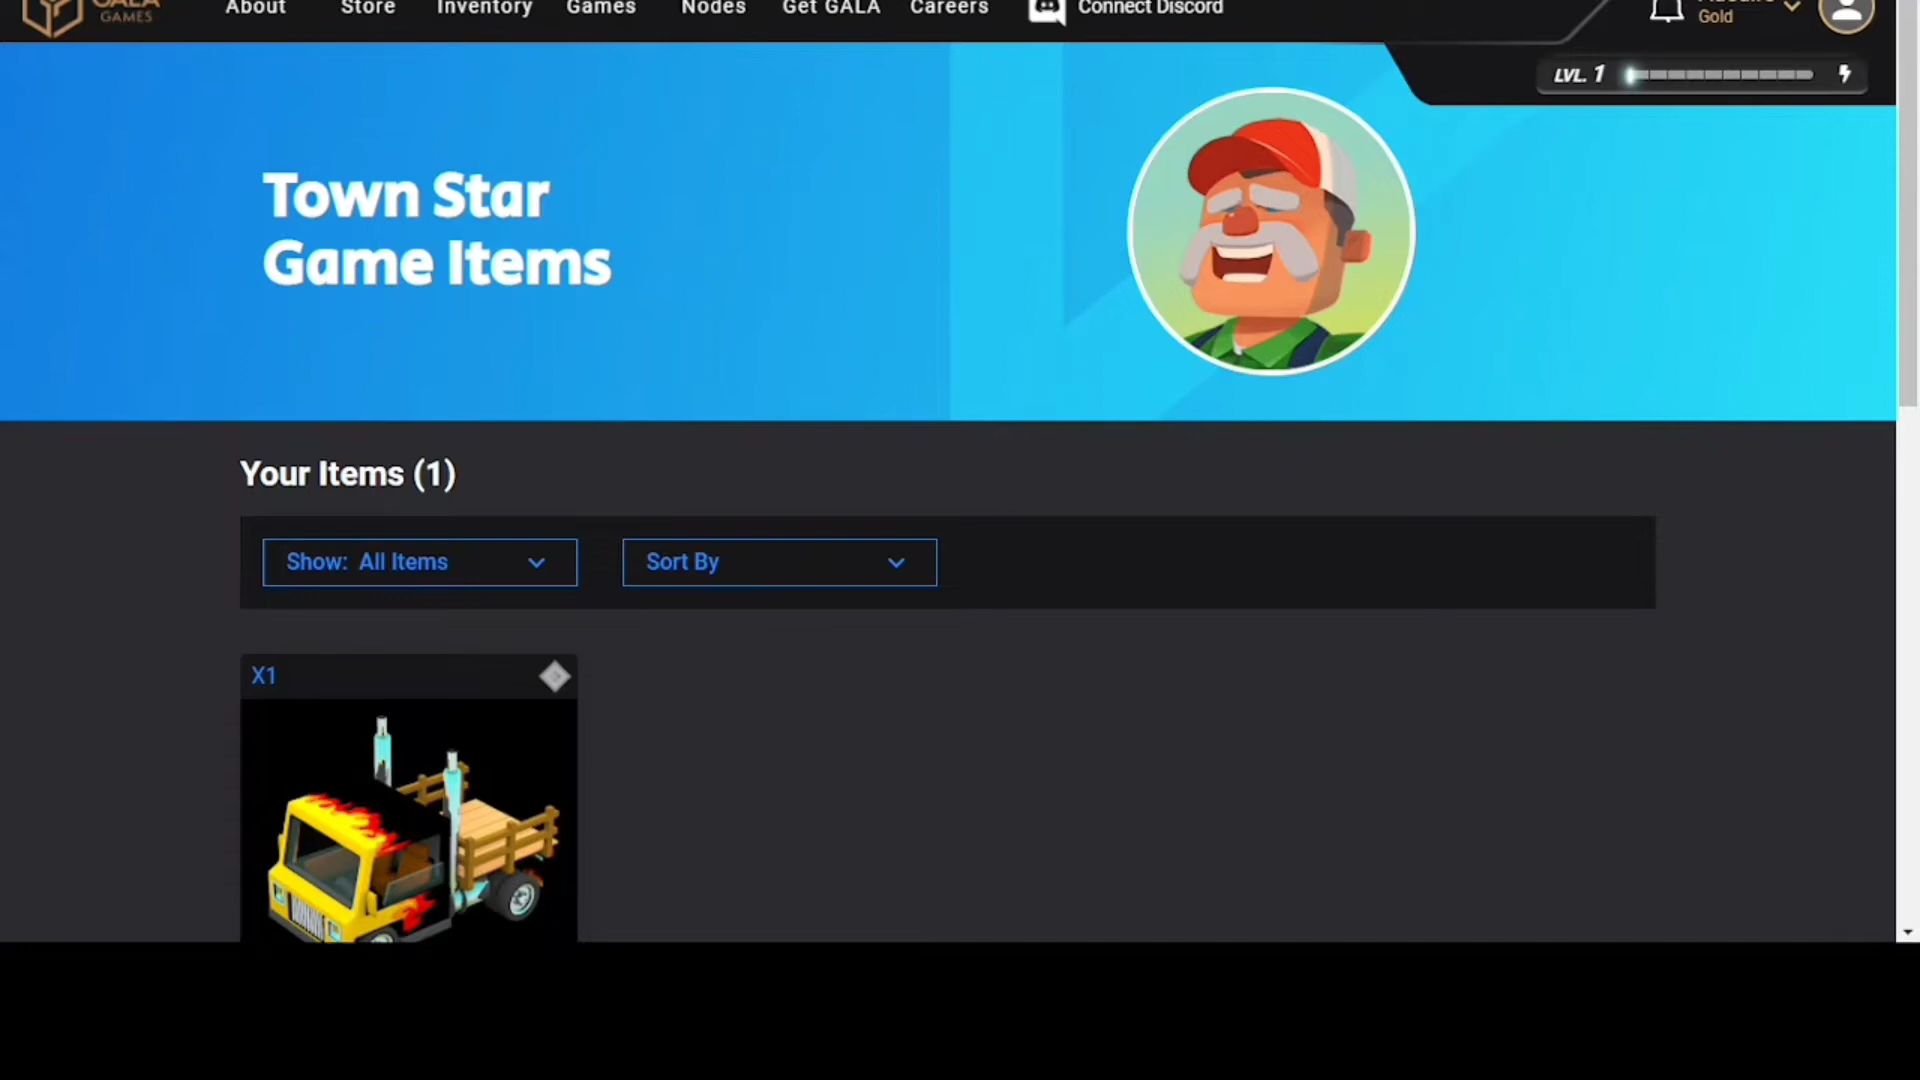 GALA
GAMES
About
Store
Inventory
Games
Nodes
Get GALA
Careers
Connect Discord
Gold
LVL. 1
Town Star
Game Items
Your Items (1)
Show: All Items
Sort By
X1